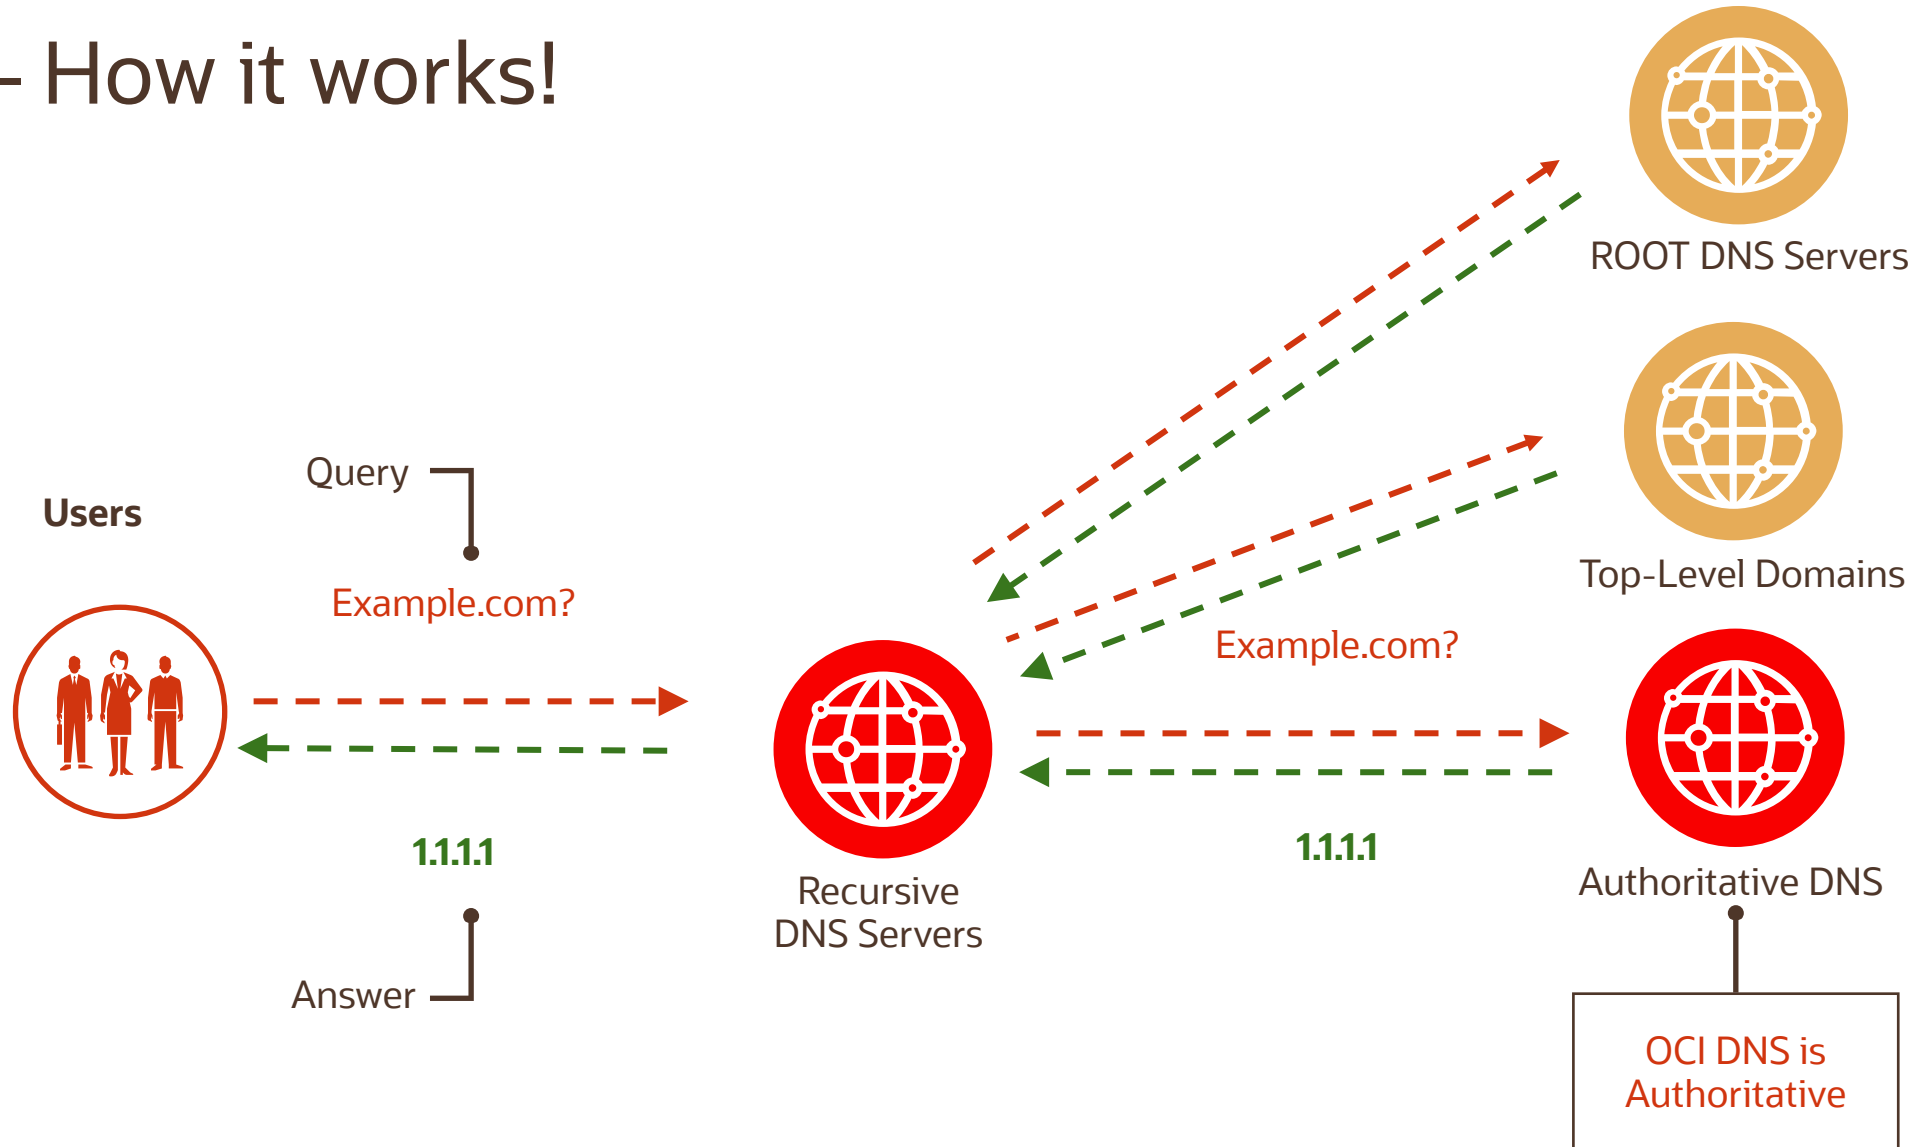 - How it works!
ROOT DNS Servers
Query
Users
Example.com?
Top-Level Domains
Example.com?
1.1.1.1
1.1.1.1
Recursive
DNS Servers
Authoritative DNS
Answer
OCI DNS is
Authoritative